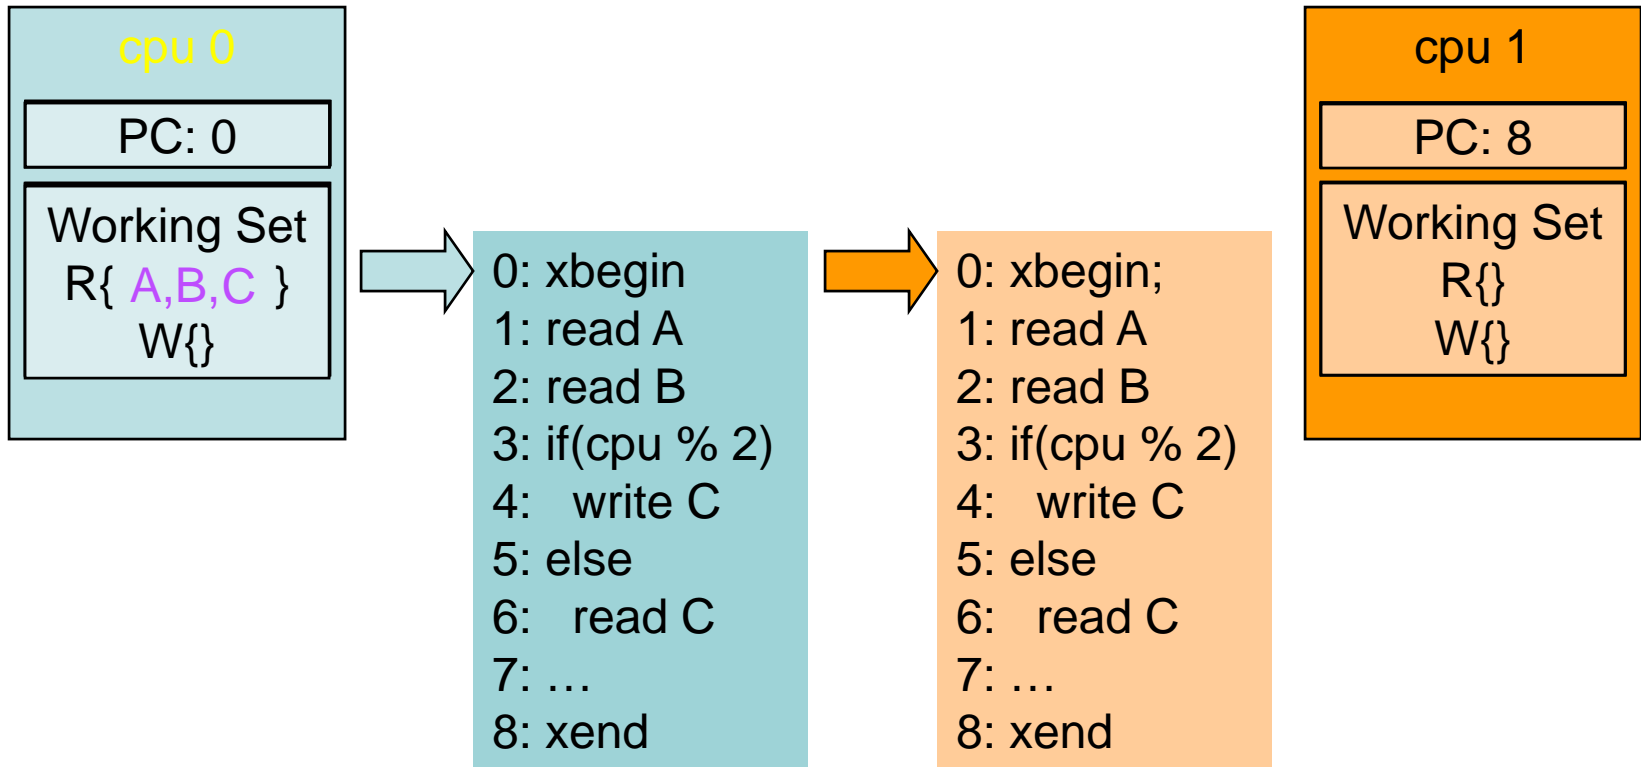 cpu 0
PC: 0
Working Set
R{ A,B,C }
W{}
0: xbegin
1: read A
2: read B
3: if(cpu % 2)
4: write C
5: else
6: read C
7: …
8: xend
0: xbegin;
1: read A
2: read B
3: if(cpu % 2)
4: write C
5: else
6: read C
7: …
8: xend
cpu 1
PC: 8
Working Set
R{}
W{}